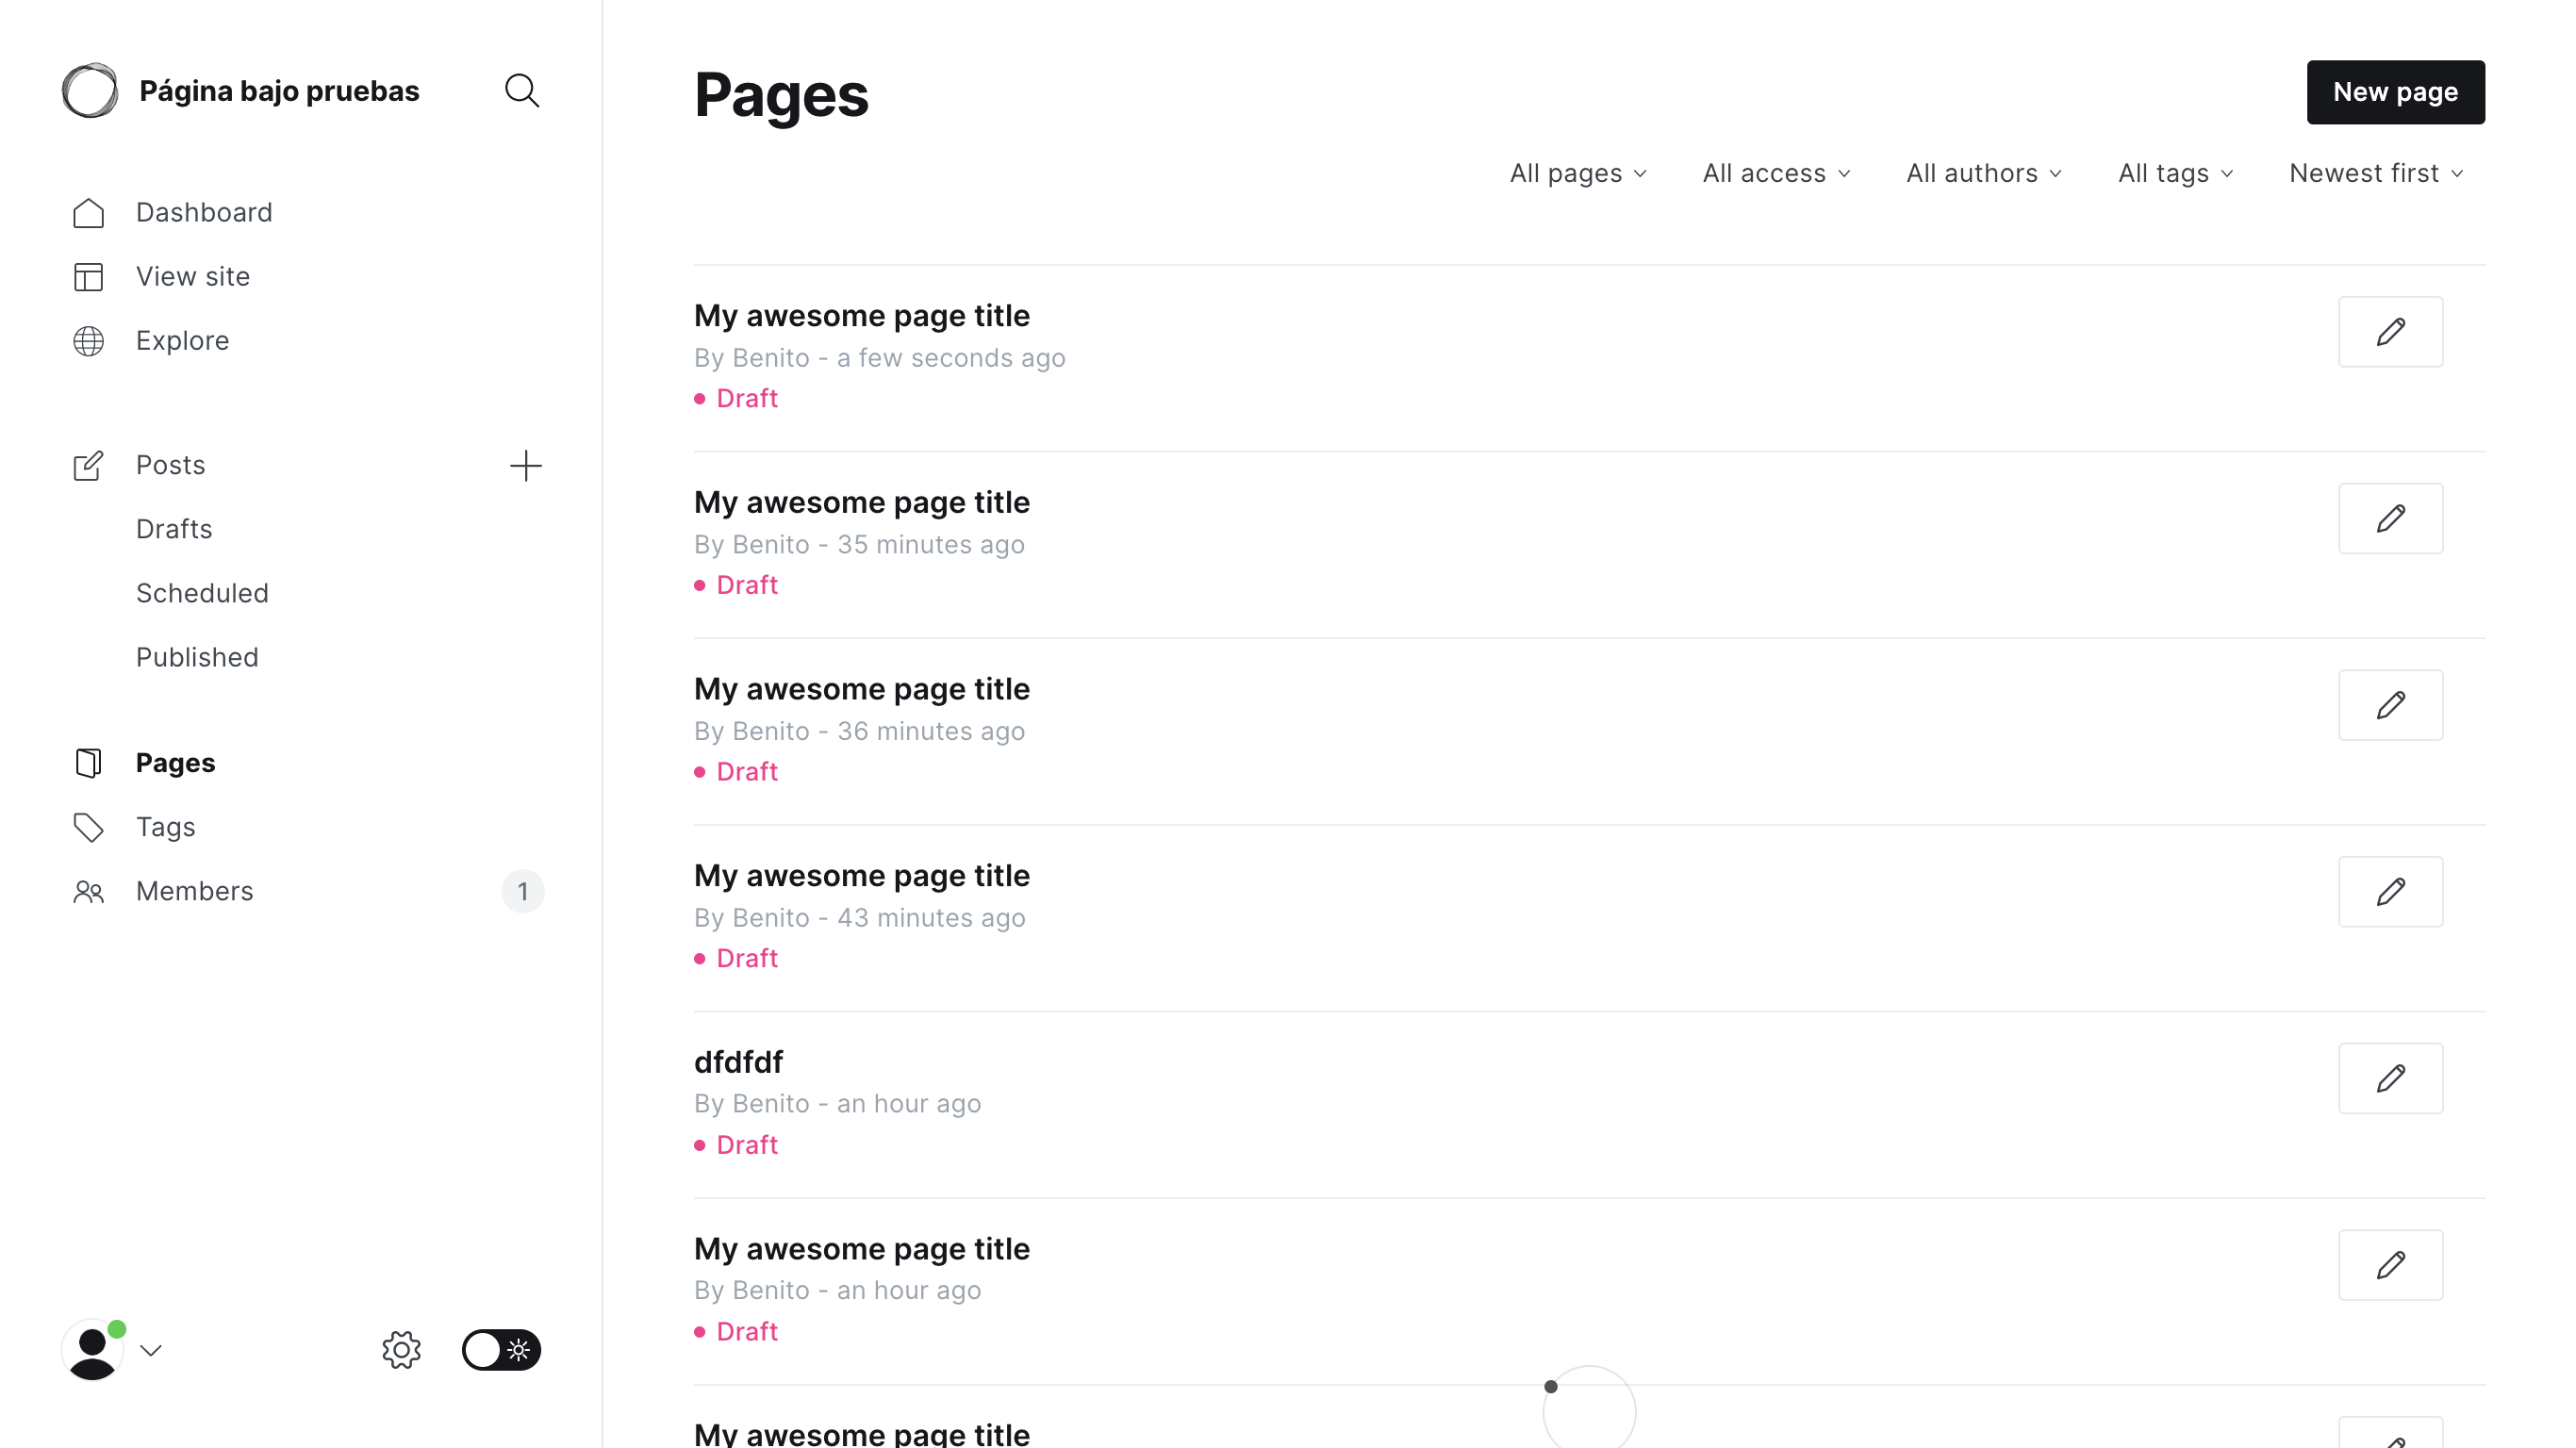 Página bajo pruebas
Dashboard
View site
Explore
Posts
Drafts
Scheduled
Published
Pages
Tags
Members
1
Pages
New page
All pages
All access
All authors
All tags
Newest first
My awesome page title
By Benito - a few seconds ago
Draft
My awesome page title
By Benito - 35 minutes ago
Draft
My awesome page title
By Benito - 36 minutes ago
Draft
My awesome page title
By Benito - 43 minutes ago
Draft
dfdfdf
By Benito - an hour ago
Draft
My awesome page title
By Benito - an hour ago
Draft
My awesome page title